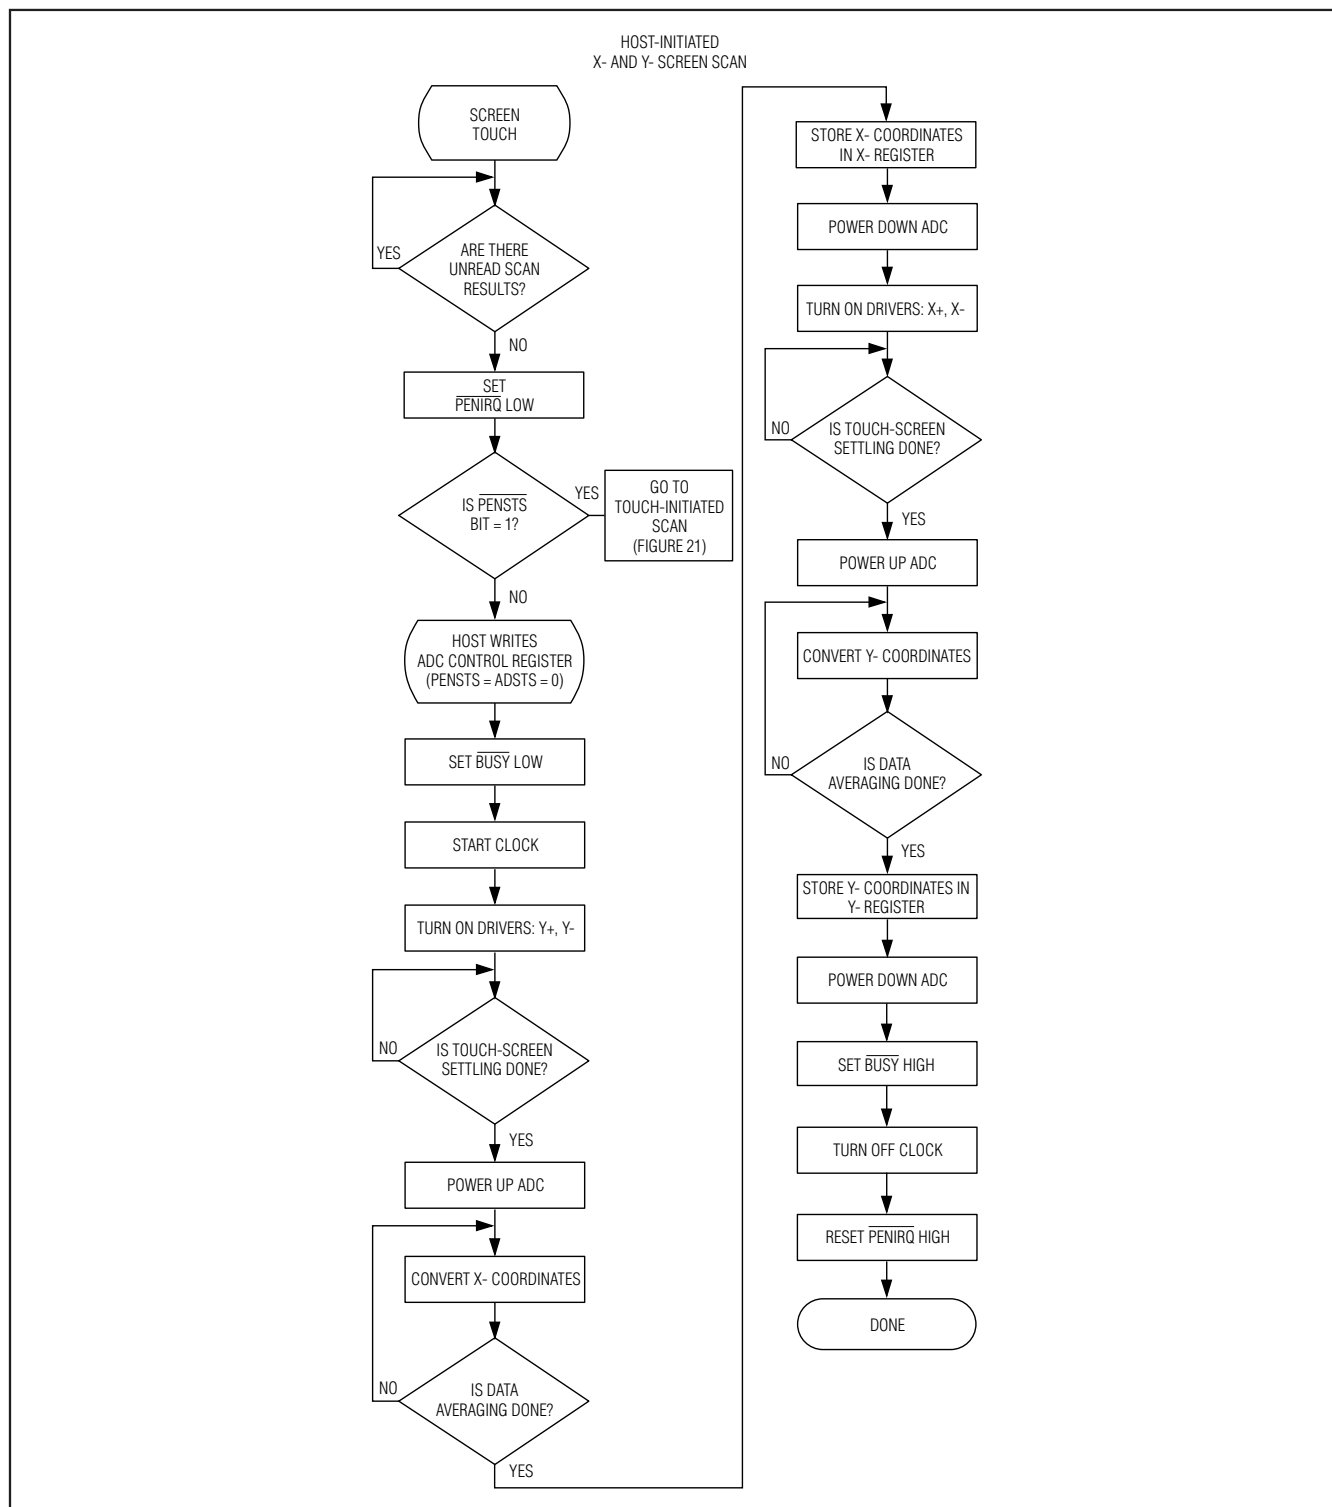 HOST-INITIATED
X- AND Y- SCREEN SCAN
SCREEN
TOUCH
YES
ARE THERE
UNREAD SCAN
RESULTS?
NO
SET
PENIRQ LOW
IS PENSTS
BIT = 1?
YES
GO TO
TOUCH-INITIATED
SCAN
(FIGURE 21)
NO
HOST WRITES
ADC CONTROL REGISTER
(PENSTS = ADSTS = 0)
SET BUSY LOW
START CLOCK
TURN ON DRIVERS: Y+, Y-
NO
IS TOUCH-SCREEN
SETTLING DONE?
YES
POWER UP ADC
CONVERT X- COORDINATES
NO
IS DATA
AVERAGING DONE?
YES
STORE X- COORDINATES
IN X- REGISTER
POWER DOWN ADC
TURN ON DRIVERS: X+, X-
NO
IS TOUCH-SCREEN
SETTLING DONE?
YES
POWER UP ADC
CONVERT Y- COORDINATES
NO
IS DATA
AVERAGING DONE?
YES
STORE Y- COORDINATES IN
Y- REGISTER
POWER DOWN ADC
SET BUSY HIGH
TURN OFF CLOCK
RESET PENIRQ HIGH
DONE